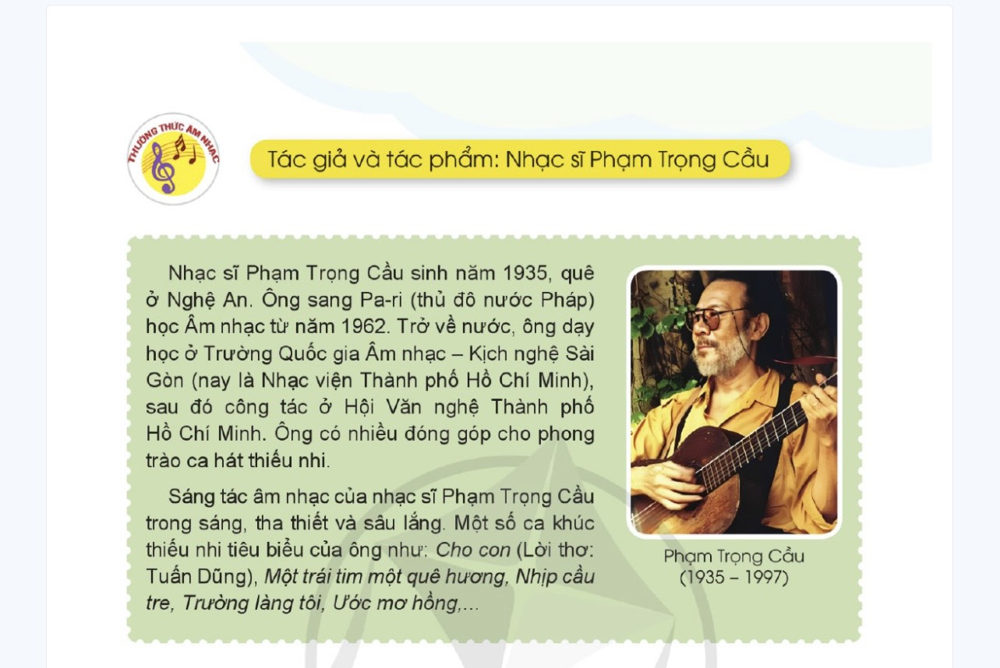 THƯỜNG THỨC ÂM NHẠC
Tác giả và tác phẩm: Nhạc sĩ Phạm Trọng Cầu
Nhạc sĩ Phạm Trọng Cầu sinh năm 1935, quê
ở Nghệ An. Ông sang Pa-ri (thủ đô nước Pháp)
học Âm nhạc từ năm 1962. Trở về nước, ông dạy
học ở Trường Quốc gia Âm nhạc – Kịch nghệ Sài
Gòn (nay là Nhạc viện Thành phố Hồ Chí Minh),
sau đó công tác ở Hội Văn nghệ Thành phố
Hồ Chí Minh. Ông có nhiều đóng góp cho phong
trào ca hát thiếu nhi.
Sáng tác âm nhạc của nhạc sĩ Phạm Trọng Cầu
trong sáng, tha thiết và sâu lắng. Một số ca khúc
thiếu nhi tiêu biểu của ông như: Cho con (Lời thơ:
Tuấn Dũng), Một trái tim một quê hương, Nhịp cầu
tre, Trường làng tôi, Ước mơ hồng,...
Phạm Trọng Cầu
(1935 – 1997)